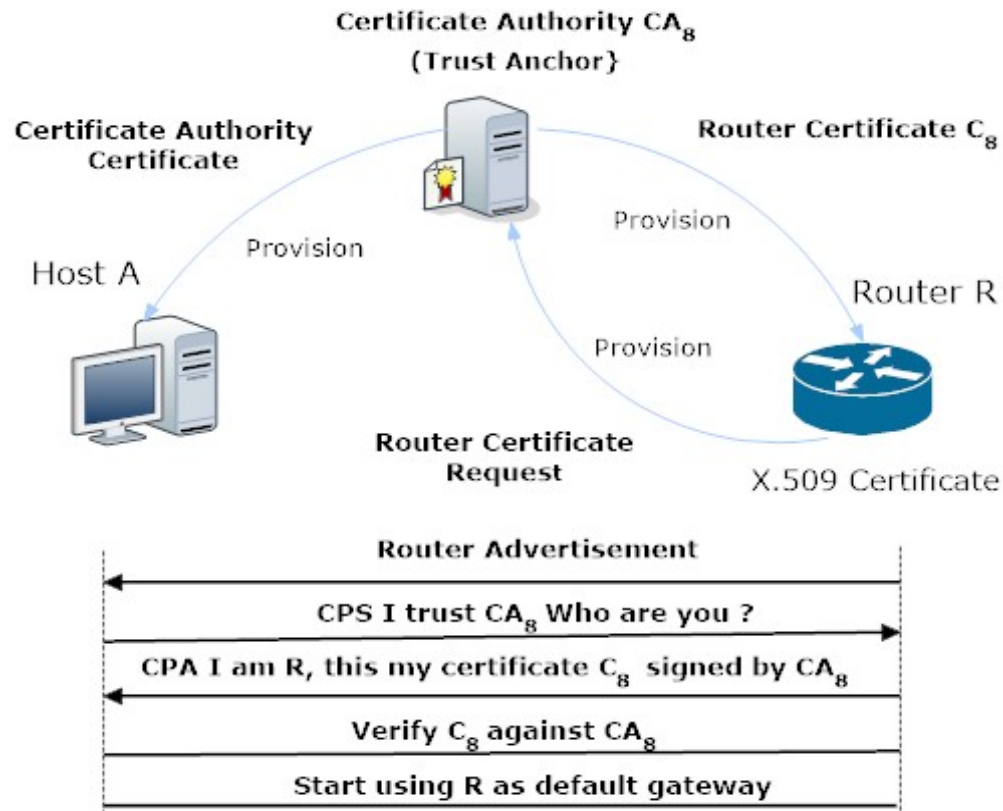 Certificate Authority CA8
(Trust Anchor}
Certificate Authority
Certificate
Router Certificate C8
Provision
Provision
Host A
Router R
Provision
Router Certificate
Request
X.509 Certificate
Router Advertisement
CPS I trust CA8 Who are you ?
CPA I am R, this my certificate C8 signed by CA8
Verify C8 against CA8
Start using R as default gateway